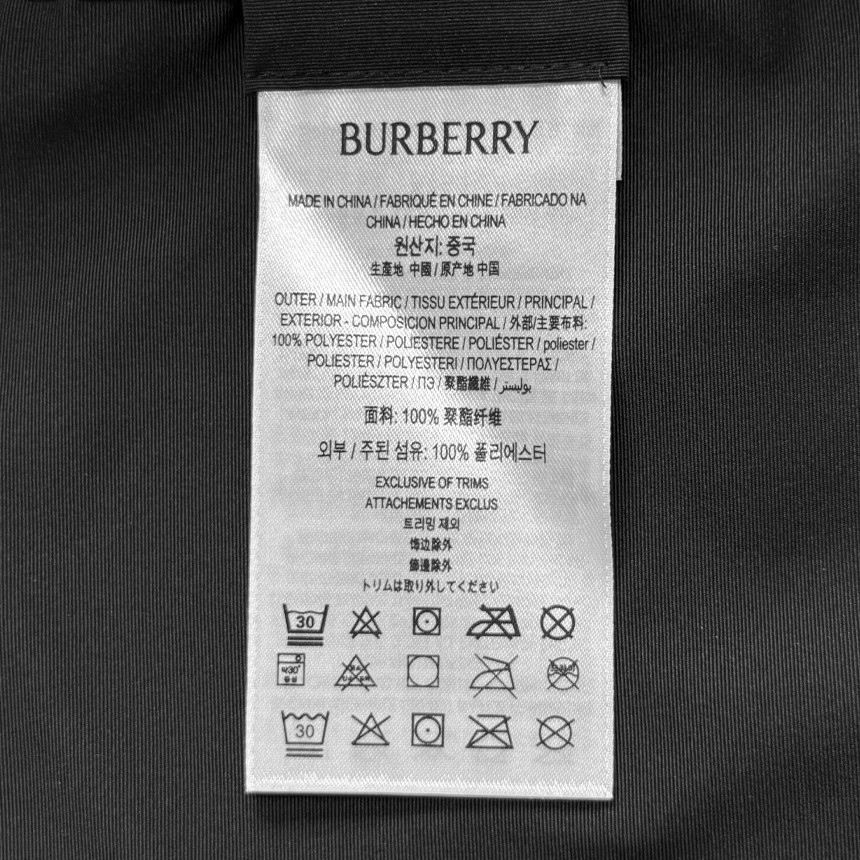 BURBERRY
MADE IN CHINA / FABRIQUÉ EN CHINE / FABRICADO NA
CHINA / HECHO EN CHINA
원산지: 중국
生產地 中國 / 原产地 中国
OUTER / MAIN FABRIC / TISSU EXTÉRIEUR / PRINCIPAL /
EXTERIOR - COMPOSICION PRINCIPAL / 外部/主要布料:
100% POLYESTER / POLIESTERE / POLIÉSTER / poliester /
POLIESTER / POLYESTERI / ΠΟΛΥΕΣΤΕΡΑΣ /
POLIÉSZTER / ПЭ / 聚酯纖維 / بوليستر
面料: 100% 聚酯纤维
외부 / 주된 섬유: 100% 폴리에스터
EXCLUSIVE OF TRIMS
ATTACHEMENTS EXCLUS
트리밍 제외
饰边除外
飾邊除外
トリムは取り外してください
30
약30°
중성
30